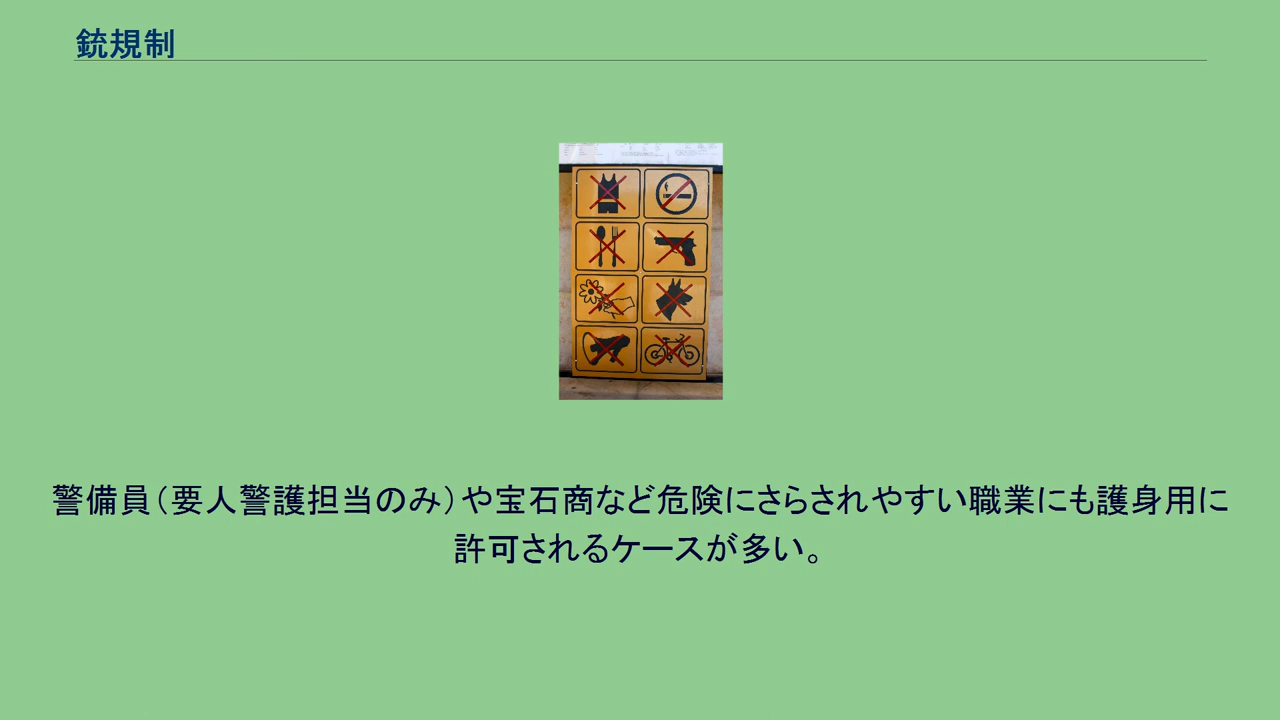 銃規制
警備員(要人警護担当のみ)や宝石商など危険にさらされやすい職業にも護身用に
許可されるケースが多い。